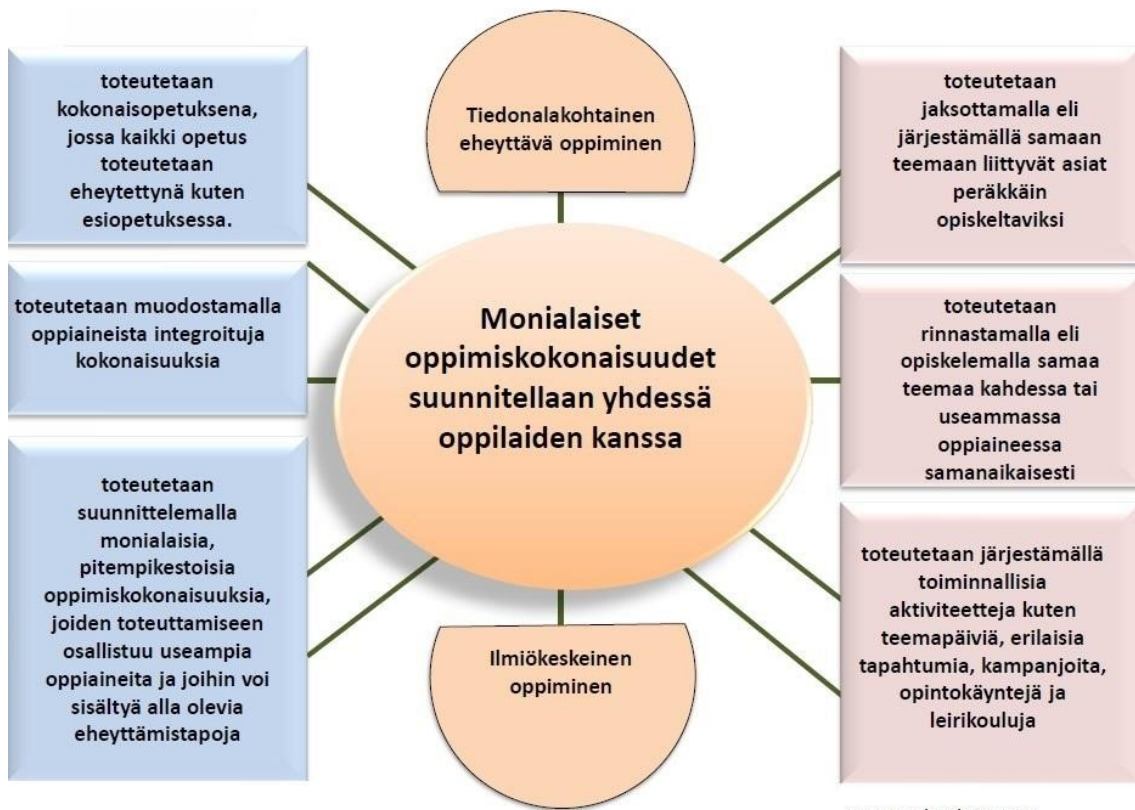 toteutetaan
kokonaisopetuksena,
jossa kaikki opetus
toteutetaan
eheytettynä kuten
esiopetuksessa.
toteutetaan muodostamalla
oppiaineista integroituja
kokonaisuuksia
toteutetaan
suunnittelemalla
monialaisia,
pitempikestoisia
oppimiskokonaisuuksia,
joiden toteuttamiseen
osallistuu useampia
oppiaineita ja joihin voi
sisältyä alla olevia
eheyttämistapoja
Tiedonalakohtainen
eheyttävä oppiminen
Monialaiset
oppimiskokonaisuudet
suunnitellaan yhdessä
oppilaiden kanssa
Ilmiökeskeinen
oppiminen
toteutetaan
jaksottamalla eli
järjestämällä samaan
teemaan liittyvät asiat
peräkkäin
opiskeltaviksi
toteutetaan
rinnastamalla eli
opiskelemalla samaa
teemaa kahdessa tai
useammassa
oppiaineessa
samanaikaisesti
toteutetaan järjestämällä
toiminnallisia
aktiviteetteja kuten
teemapäiviä, erilaisia
tapahtumia, kampanjoita,
opintokäyntejä ja
leirikouluja